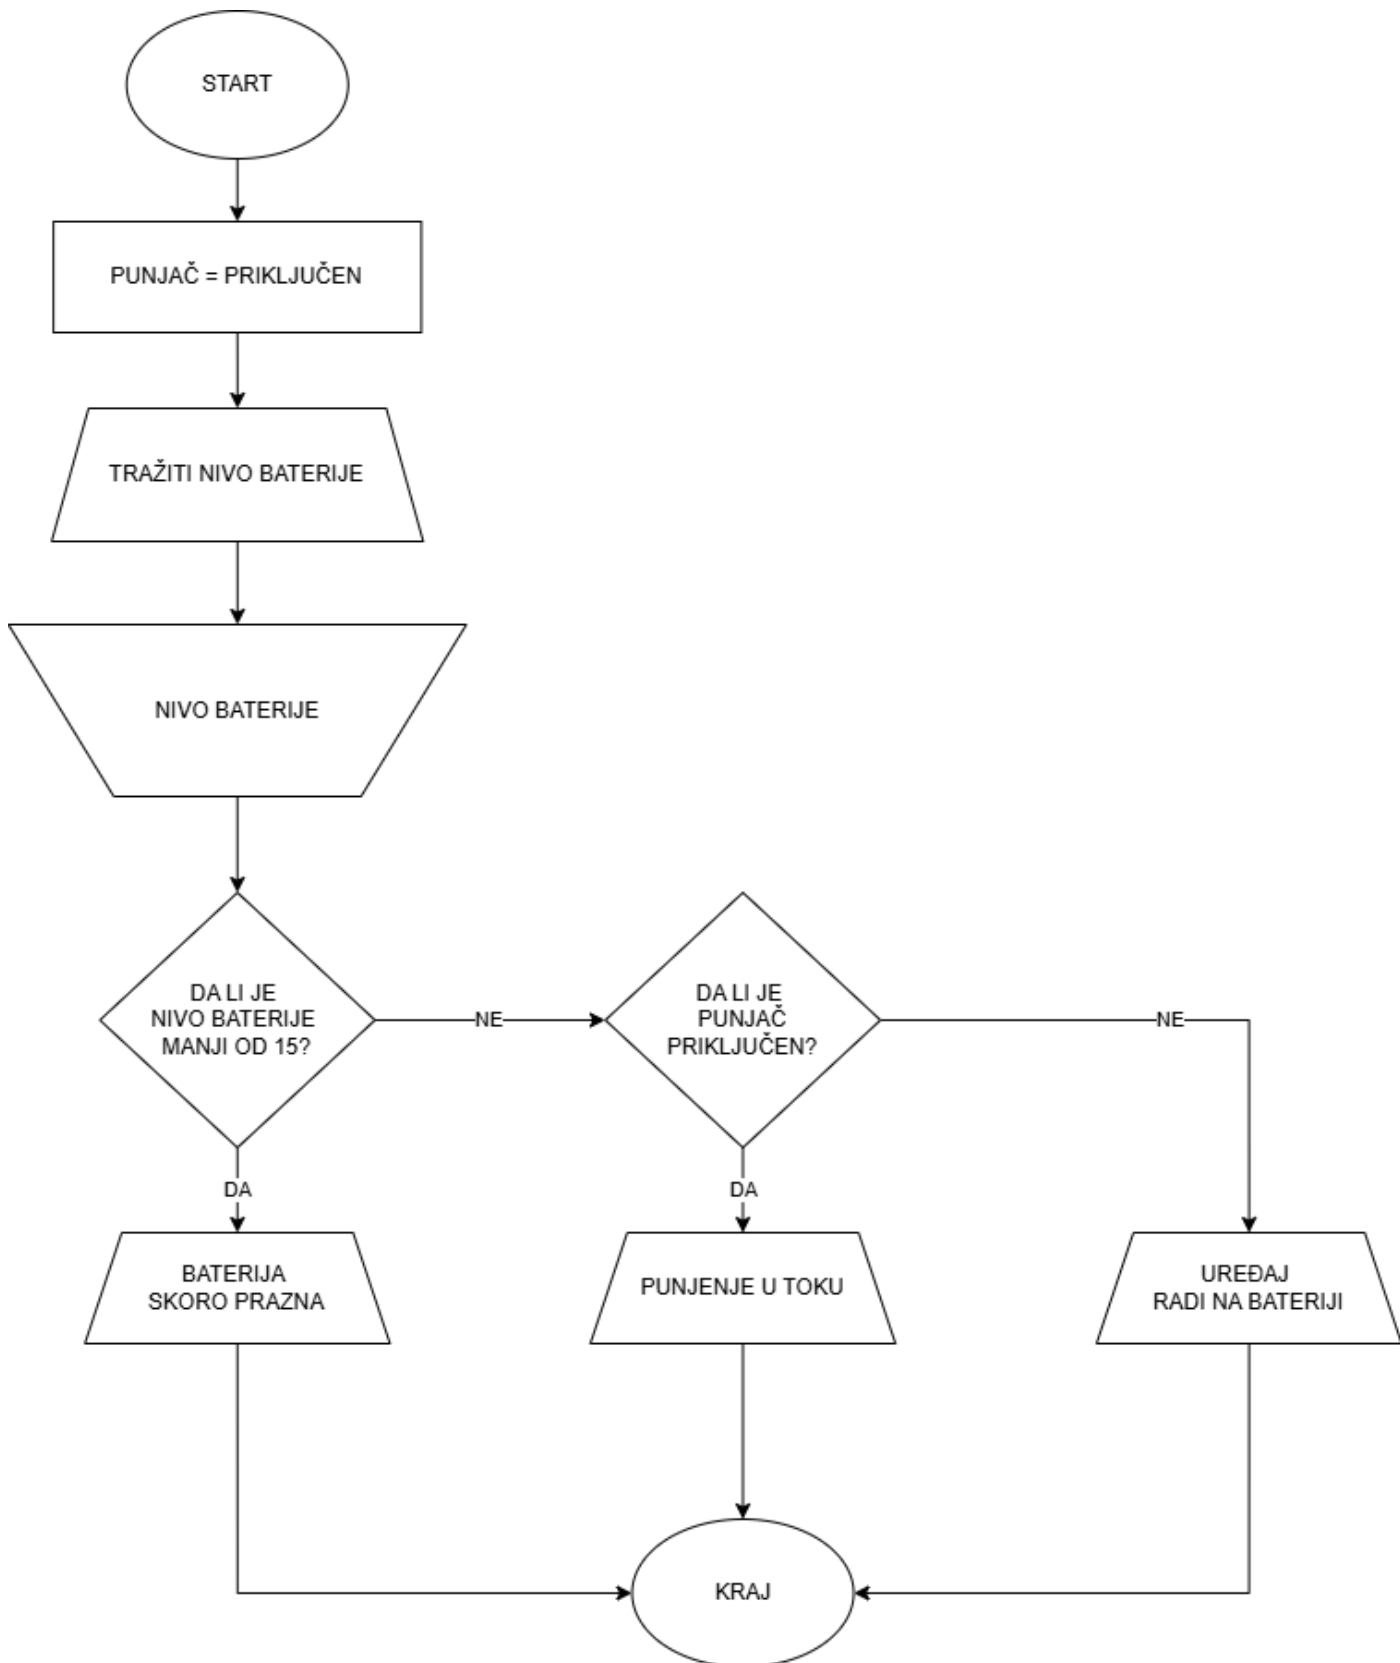 START
PUNJAČ = PRIKLJUČEN
TRAŽITI NIVO BATERIJE
NIVO BATERIJE
DA LI JE
NIVO BATERIJE
MANJI OD 15?
NE
DA LI JE
PUNJAČ
PRIKLJUČEN?
NE
DA
DA
BATERIJA
SKORO PRAZNA
PUNJENJE U TOKU
UREĐAJ
RADI NA BATERIJI
KRAJ